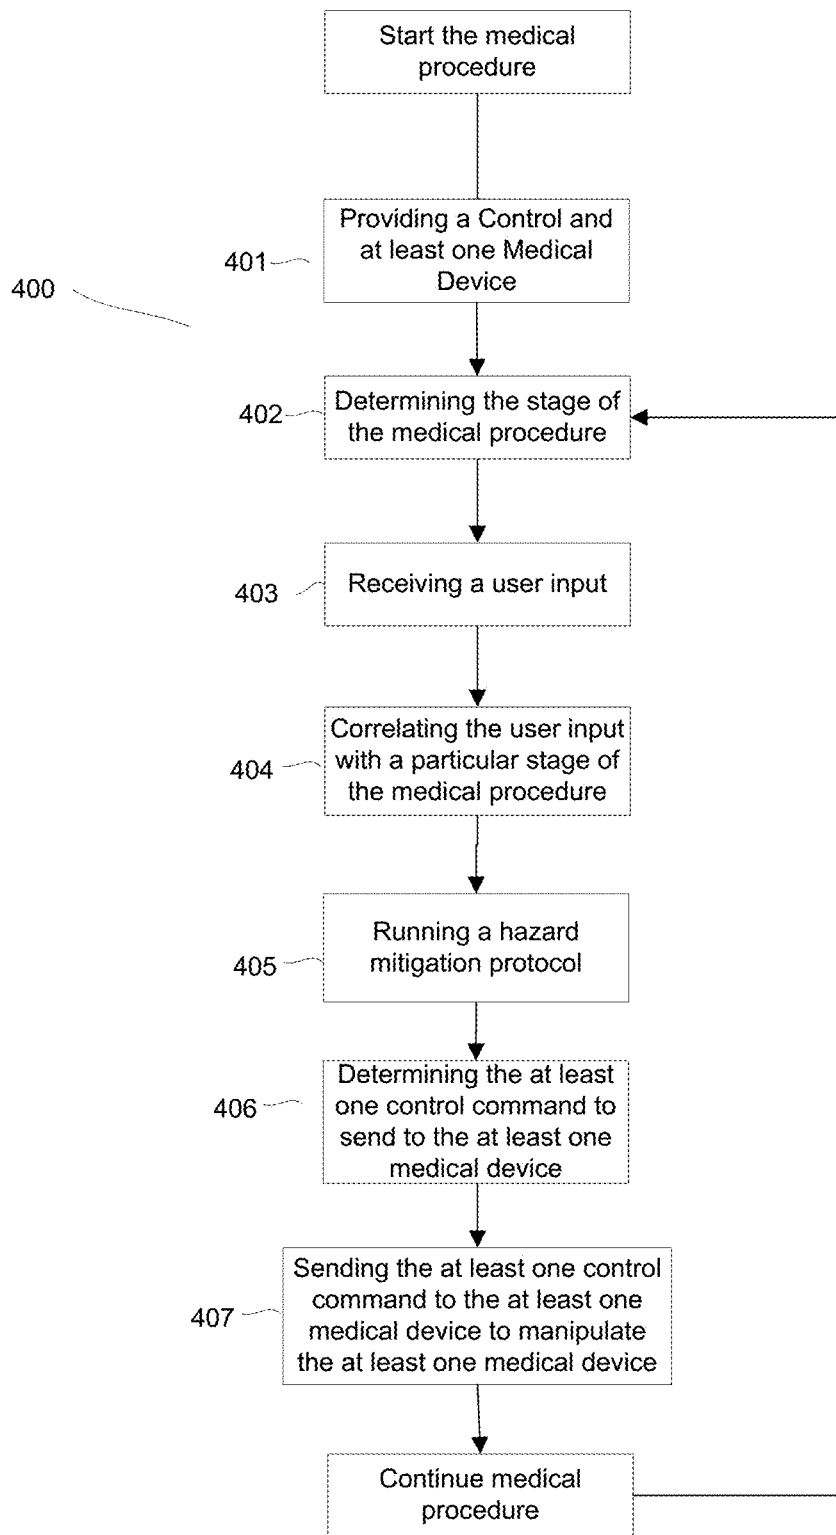 Start the medical
procedure
Providing a Control and
at least one Medical
Device
401
400
Determining the stage of
the medical procedure
402
Receiving a user input
403
Correlating the user input
with a particular stage of
the medical procedure
404
Running a hazard
mitigation protocol
405
Determining the at least
one control command to
send to the at least one
medical device
406
Sending the at least one control
command to the at least one
medical device to manipulate
the at least one medical device
407
Continue medical
procedure